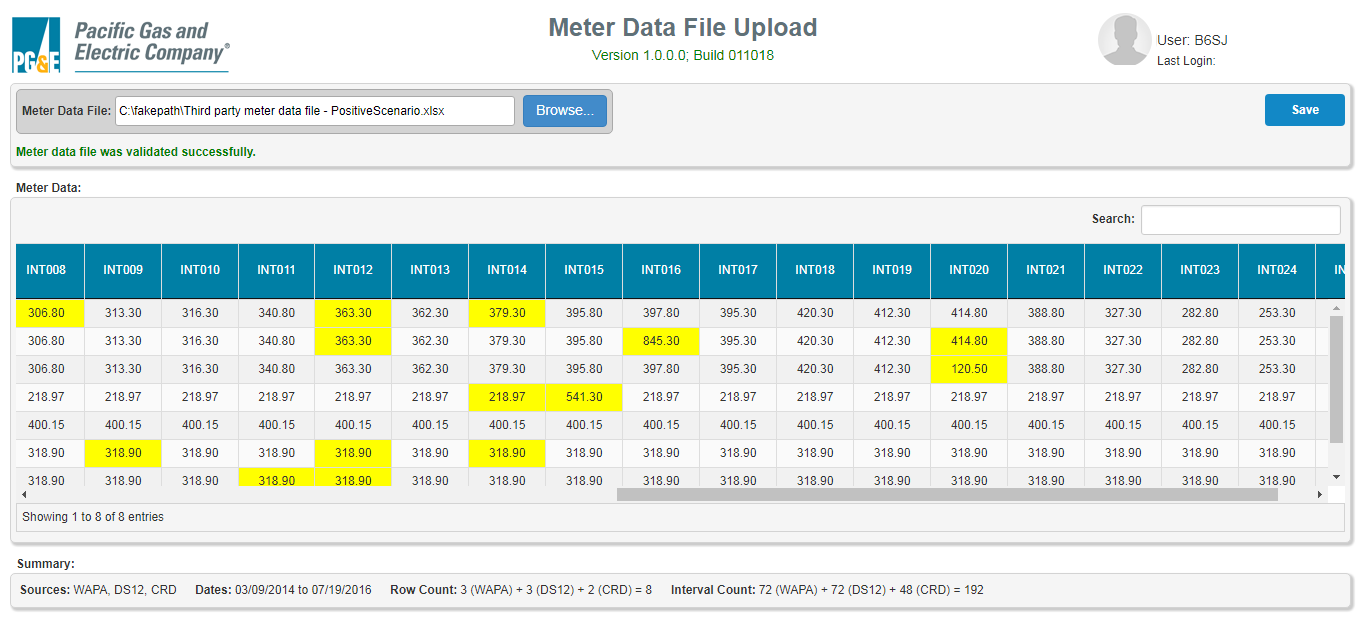 PG&E
Pacific Gas and
Electric Company®
Meter Data File Upload
Version 1.0.0.0; Build 011018
User: B6SJ
Last Login:
Meter Data File: C:\fakepath\Third party meter data file - PositiveScenario.xlsx Browse... Save
Meter data file was validated successfully.
Meter Data:
Search:
INT008 INT009 INT010 INT011 INT012 INT013 INT014 INT015 INT016 INT017 INT018 INT019 INT020 INT021 INT022 INT023 INT024 IN
306.80 313.30 316.30 340.80 363.30 362.30 379.30 395.80 397.80 395.30 420.30 412.30 414.80 388.80 327.30 282.80 253.30
306.80 313.30 316.30 340.80 363.30 362.30 379.30 395.80 845.30 395.30 420.30 412.30 414.80 388.80 327.30 282.80 253.30
306.80 313.30 316.30 340.80 363.30 362.30 379.30 395.80 397.80 395.30 420.30 412.30 120.50 388.80 327.30 282.80 253.30
218.97 218.97 218.97 218.97 218.97 218.97 218.97 541.30 218.97 218.97 218.97 218.97 218.97 218.97 218.97 218.97 218.97
400.15 400.15 400.15 400.15 400.15 400.15 400.15 400.15 400.15 400.15 400.15 400.15 400.15 400.15 400.15 400.15 400.15
318.90 318.90 318.90 318.90 318.90 318.90 318.90 318.90 318.90 318.90 318.90 318.90 318.90 318.90 318.90 318.90 318.90
318.90 318.90 318.90 318.90 318.90 318.90 318.90 318.90 318.90 318.90 318.90 318.90 318.90 318.90 318.90 318.90 318.90
Showing 1 to 8 of 8 entries
Summary:
Sources: WAPA, DS12, CRD Dates: 03/09/2014 to 07/19/2016 Row Count: 3 (WAPA) + 3 (DS12) + 2 (CRD) = 8 Interval Count: 72 (WAPA) + 72 (DS12) + 48 (CRD) = 192